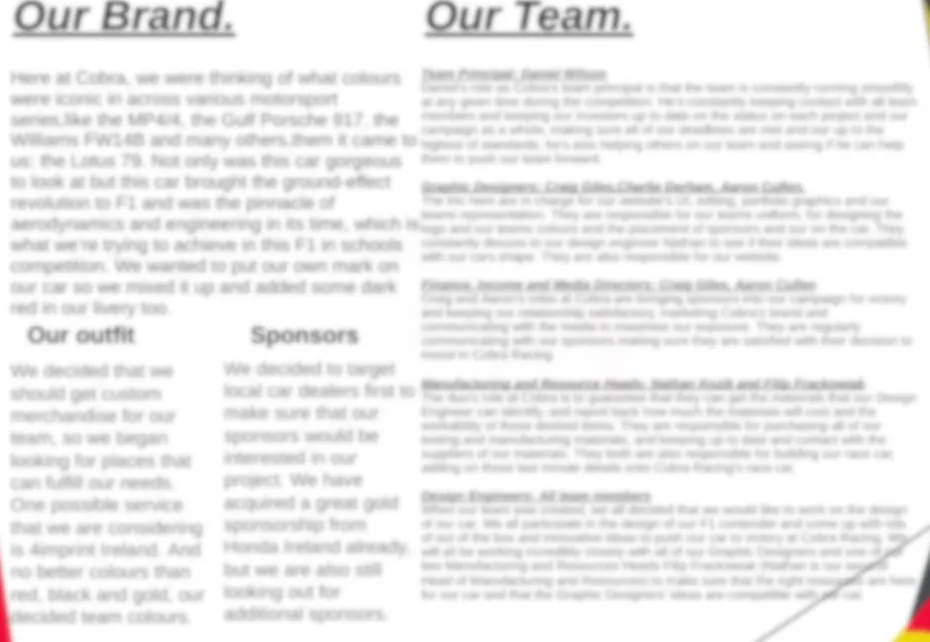 Our Brand.
Here at Cobra, we were thinking of what colours
were iconic in across various motorsport
series,like the MP4/4, the Gulf Porsche 917, the
Williams FW14B and many others,them it came to
us: the Lotus 79. Not only was this car gorgeous
to look at but this car brought the ground-effect
revolution to F1 and was the pinnacle of
aerodynamics and engineering in its time, which is
what we're trying to achieve in this F1 in schools
competition. We wanted to put our own mark on
our car so we mixed it up and added some dark
red in our livery too.
Our outfit
We decided that we
should get custom
merchandise for our
team, so we began
looking for places that
can fulfill our needs.
One possible service
that we are considering
is 4imprint Ireland. And
no better colours than
red, black and gold, our
decided team colours.
Sponsors
We decided to target
local car dealers first to
make sure that our
sponsors would be
interested in our
project. We have
acquired a great gold
sponsorship from
Honda Ireland already,
but we are also still
looking out for
additional sponsors.
Our Team.
Team Principal: Daniel Wilson
Daniel's role as Cobra's team principal is that the team is constantly running smoothly
at any given time during the competition. He's constantly keeping contact with all team
members and keeping our investors up to date on the status on each project and our
campaign as a whole, making sure all of our deadlines are met and our up to the
highest of standards, he's also helping others on our team and seeing if he can help
them to push our team forward.
Graphic Designers: Craig Giles,Charlie Derham, Aaron Cullen.
The trio here are in charge for our website's UI, editing, portfolio graphics and our
teams representation. They are responsible for our teams uniform, for designing the
logo and our teams colours and the placement of sponsors and our on the car. They
constantly discuss to our design engineer Nathan to see if their ideas are compatible
with our cars shape. They are also responsible for our website.
Finance, Income and Media Directors: Craig Giles, Aaron Cullen
Craig and Aaron's roles at Cobra are bringing sponsors into our campaign for victory
and keeping our relationship satisfactory, marketing Cobra's brand and
communicating with the media to maximise our exposure. They are regularly
communicating with our sponsors making sure they are satisfied with their decision to
invest in Cobra Racing.
Manufacturing and Resource Heads: Nathan and Filip Frackowiak
The duo's role at Cobra is to guarantee that they can get the materials that our Design
Engineer can identify, and report back how much the materials will cost and the
workability of those desired items. They are responsible for purchasing all of our
testing and manufacturing materials, and keeping up to date and contact with the
suppliers of our materials. They both are also responsible for building our race car,
adding on those last minute details onto Cobra Racing's race car.
Design Engineers: All team members
When our team was created, we all decided that we would like to work on the design
of our car. We all participate in the design of our F1 contender and come up with lots
of out of the box and innovative ideas to push our car to victory at Cobra Racing. We
will all be working incredibly closely with all of our Graphic Designers and one of our
two Manufacturing and Resources Heads Filip Frackowiak (Nathan is our
Head of Manufacturing and Resources) to make sure that the right resources are here
for our car and that the Graphic Designers' ideas are compatible with our car.